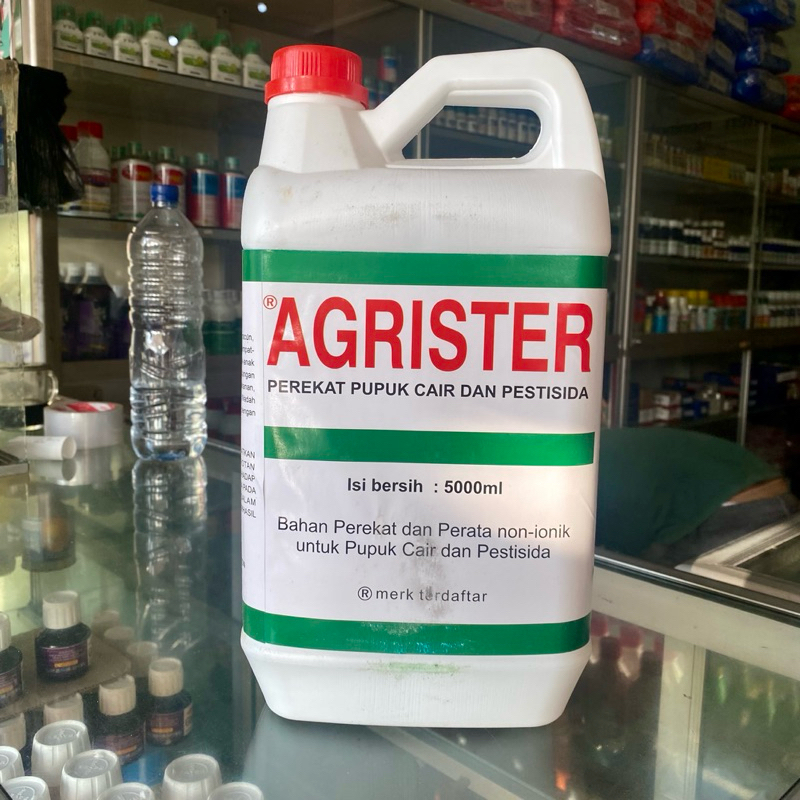 ® AGRISTER
PEREKAT PUPUK CAIR DAN PESTISIDA
Isi bersih : 5000ml
Bahan Perekat dan Perata non-ionik
untuk Pupuk Cair dan Pestisida
® merk terdaftar